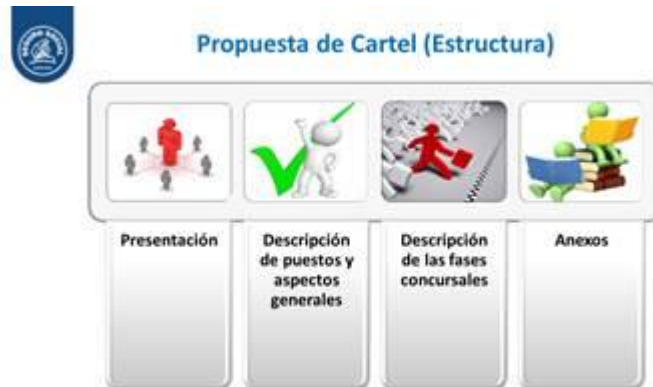 Propuesta de Cartel (Estructura)
Presentación
Descripción
de puestos y
aspectos
generales
Descripción
de las fases
concursales
Anexos